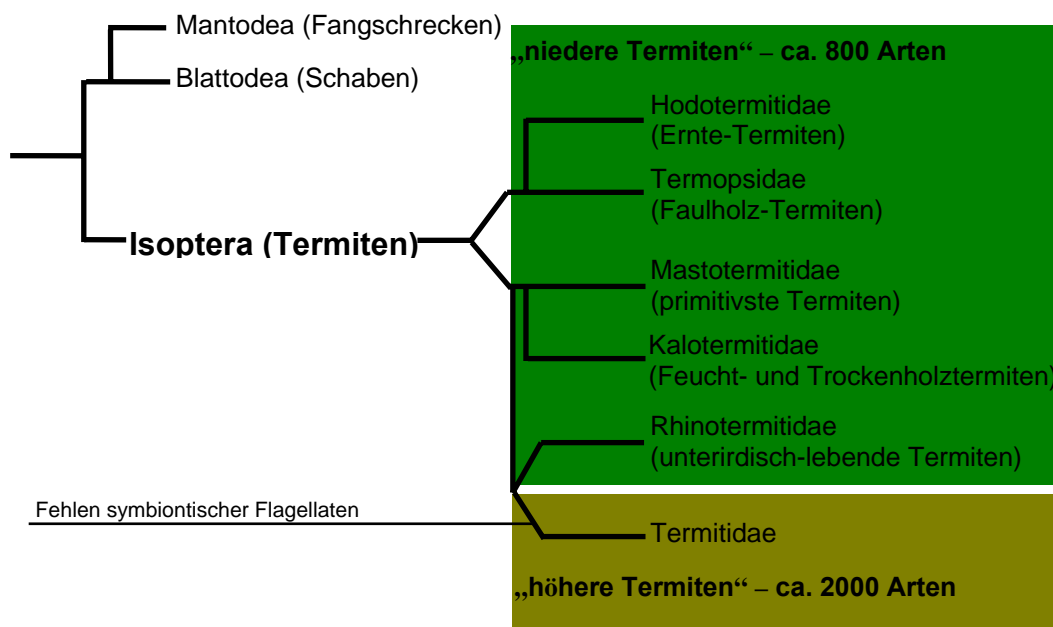 Mantodea (Fangschrecken)
Blattodea (Schaben)
Isoptera (Termiten)
„niedere Termiten“ – ca. 800 Arten
Hodotermitidae
(Ernte-Termiten)
Termopsidae
(Faulholz-Termiten)
Mastotermitidae
(primitivste Termiten)
Kalotermitidae
(Feucht- und Trockenholztermiten)
Rhinotermitidae
(unterirdisch-lebende Termiten)
Fehlen symbiontischer Flagellaten
Termitidae
„höhere Termiten“ – ca. 2000 Arten